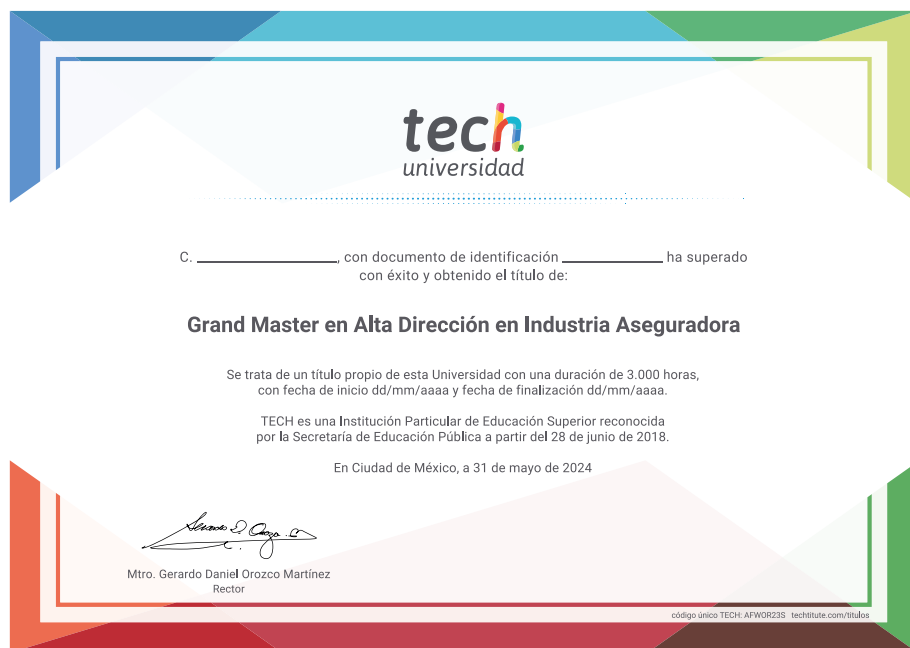 tech
universidad
C. ________________, con documento de identificación ____________ ha superado
con éxito y obtenido el título de:
Grand Master en Alta Dirección en Industria Aseguradora
Se trata de un título propio de esta Universidad con una duración de 3.000 horas,
con fecha de inicio dd/mm/aaaa y fecha de finalización dd/mm/aaaa.
TECH es una Institución Particular de Educación Superior reconocida
por la Secretaría de Educación Pública a partir del 28 de junio de 2018.
En Ciudad de México, a 31 de mayo de 2024
Mtro. Gerardo Daniel Orozco Martínez
Rector
código único TECH: AFWOR23S techtitute.com/titulos